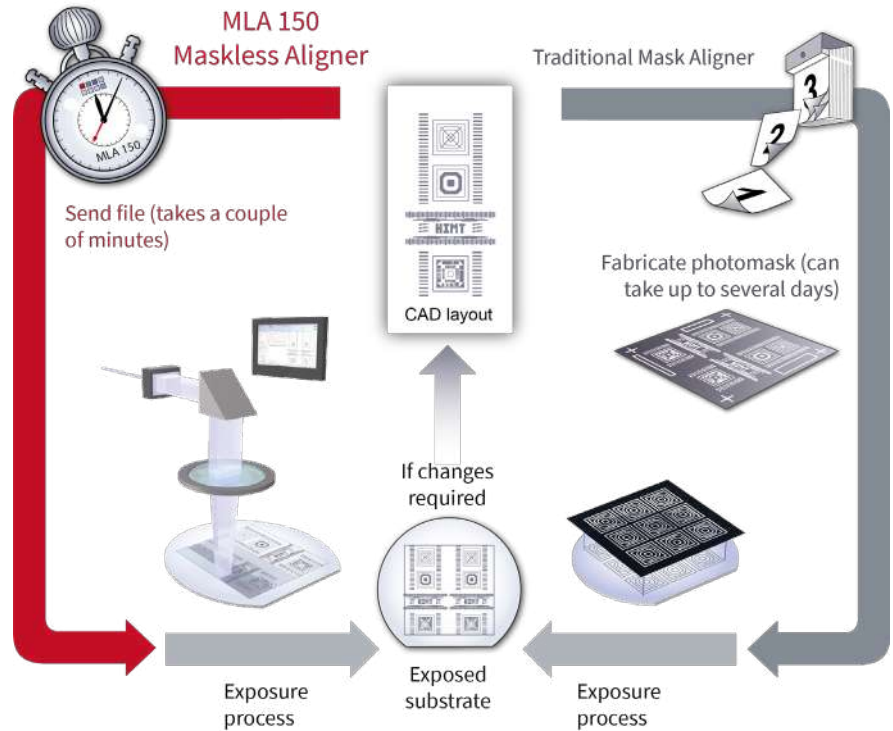 MLA 150
Maskless Aligner
Traditional Mask Aligner
MLA 150
3
2
1
Send file (takes a couple
of minutes)
HIMT
CAD layout
Fabricate photomask (can
take up to several days)
If changes
required
HIMT HIMT
Exposed
substrate
Exposure
process
Exposure
process